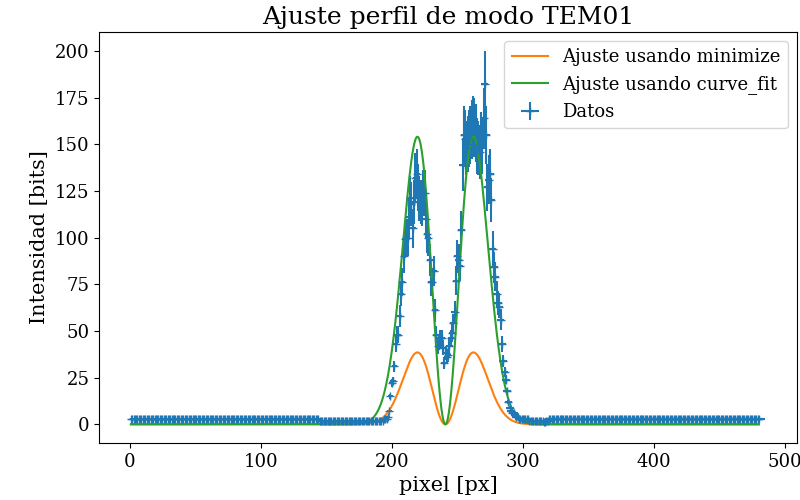 Ajuste perfil de modo TEM01
Intensidad [bits]
200
175
150
125
100
75
50
25
0
Ajuste usando minimize
Ajuste usando curve_fit
Datos
0 100 200 300 400 500
pixel [px]